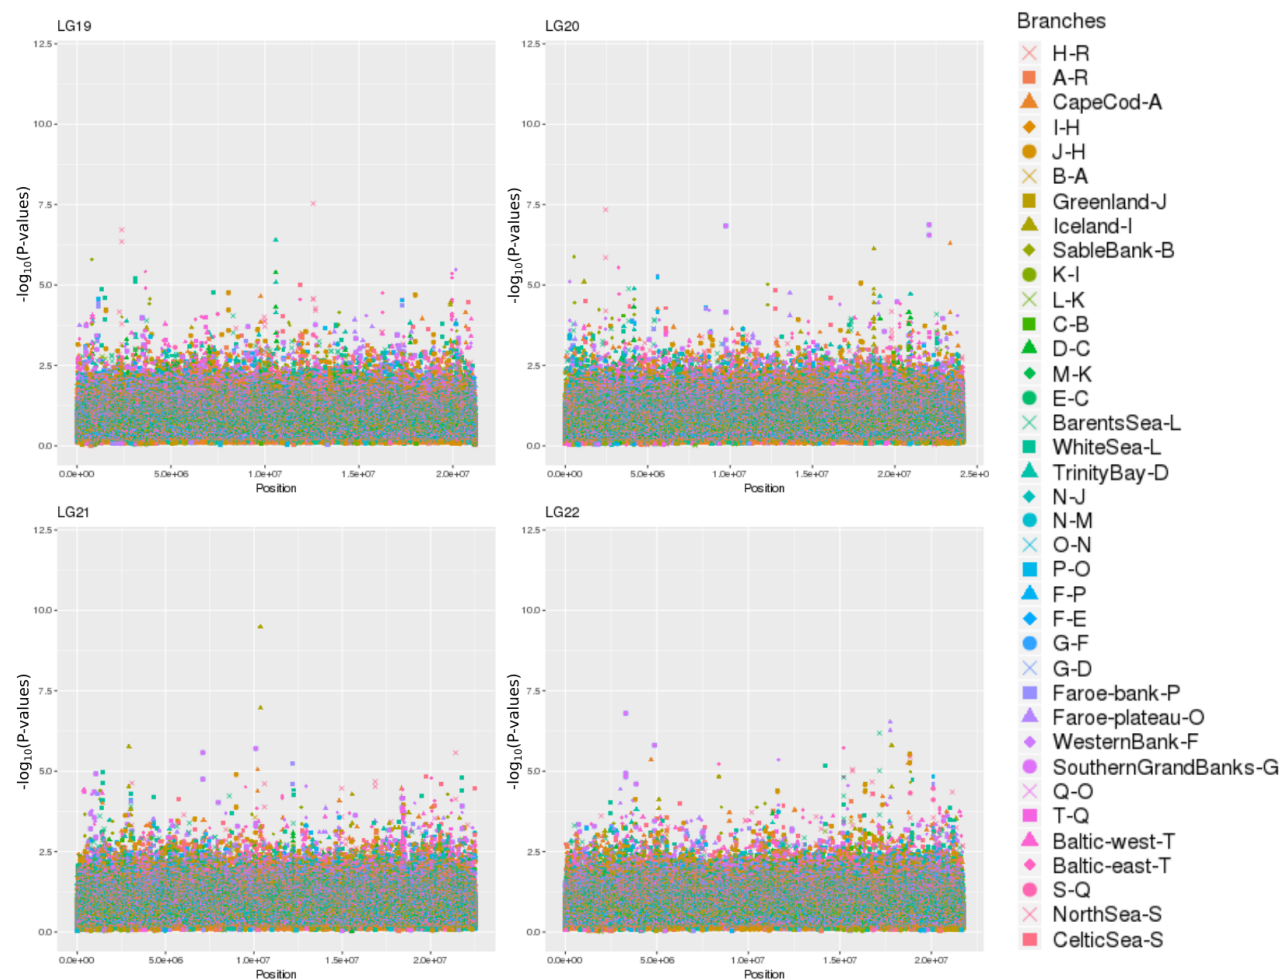 LG19
12.5
10.0
7.5
5.0
2.5
0.0
-log10(P-values)
0.0e+00 5.0e+06 1.0e+07 1.5e+07 2.0e+07
Position
LG20
12.5
10.0
7.5
5.0
2.5
0.0
-log10(P-values)
0.0e+00 5.0e+06 1.0e+07 1.5e+07 2.0e+07 2.5e+0
Position
LG21
12.5
10.0
7.5
5.0
2.5
0.0
-log10(P-values)
0.0e+00 5.0e+06 1.0e+07 1.5e+07 2.0e+07
Position
LG22
12.5
10.0
7.5
5.0
2.5
0.0
-log10(P-values)
0.0e+00 5.0e+06 1.0e+07 1.5e+07 2.0e+07
Position
Branches
H-R
A-R
CapeCod-A
I-H
J-H
B-A
Greenland-J
Iceland-I
SableBank-B
K-I
L-K
C-B
D-C
M-K
E-C
BarentsSea-L
WhiteSea-L
TrinityBay-D
N-J
N-M
O-N
P-O
F-P
F-E
G-F
G-D
Faroe-bank-P
Faroe-plateau-O
WesternBank-F
SouthernGrandBanks-G
Q-O
T-Q
Baltic-west-T
Baltic-east-T
S-Q
NorthSea-S
CelticSea-S